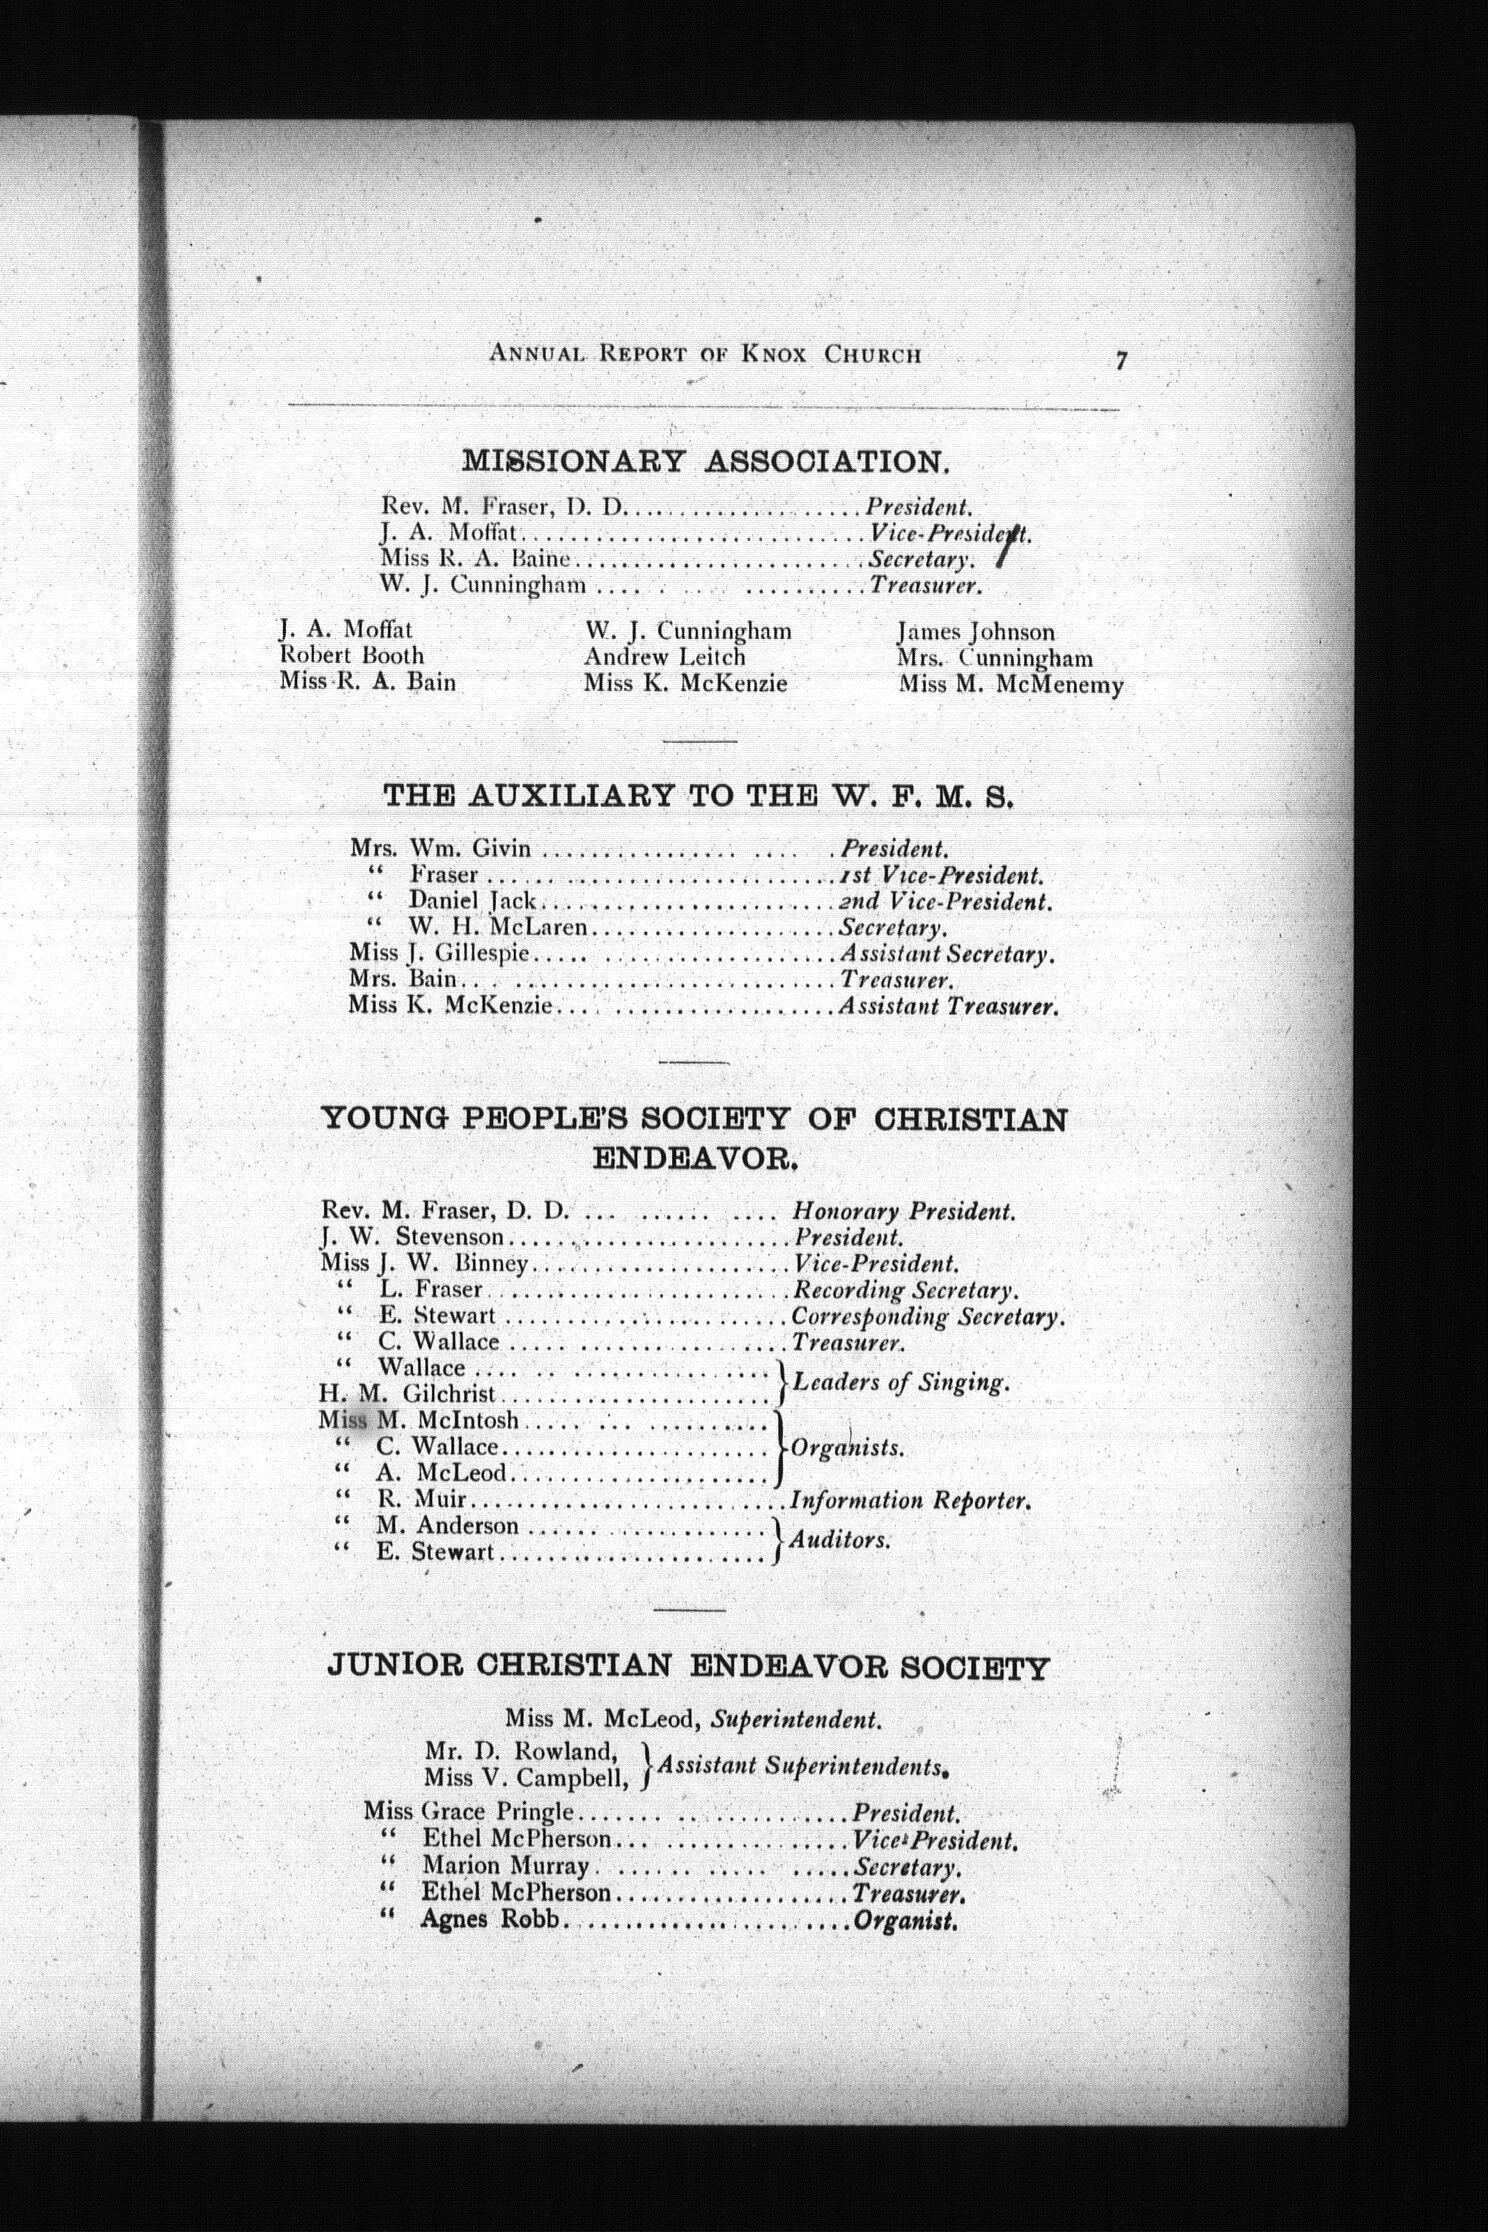 ANNUAL REPORT OF KNOX CHURCH 7
MISSIONARY ASSOCIATION.
Rev. M. Fraser, D. D.................... President.
J. A. Moffat............................ Vice-President.
Miss R. A. Baine........................ Secretary.
W. J. Cunningham .... . .......... Treasurer.
J. A. Moffat W. J. Cunningham James Johnson
Robert Booth Andrew Leitch Mrs. Cunningham
Miss R. A. Bain Miss K. McKenzie Miss M. McMenemy
THE AUXILIARY TO THE W. F. M. S.
Mrs. Wm. Givin ................ .... . President.
“ Fraser ...... ...................... 1st Vice-President.
“ Daniel Jack........................ 2nd Vice-President.
“ W. H. McLaren.................... Secretary.
Miss J. Gillespie..... ................... Assistant Secretary.
Mrs. Bain... .......................... Treasurer.
Miss K. McKenzie.... .................. Assistant Treasurer.
YOUNG PEOPLE'S SOCIETY OF CHRISTIAN
ENDEAVOR.
Rev. M. Fraser, D. D. ... ...... .... Honorary President.
J. W. Stevenson....................... President.
Miss J. W. Binney..................... Vice-President.
“ L. Fraser......................... Recording Secretary.
“ E. Stewart ....................... Corresponding Secretary.
“ C. Wallace ..... ................. Treasurer.
“ Wallace .... .. ................
H. M. Gilchrist...................... } Leaders of Singing.
Miss M. McIntosh..... ... ..........
“ C. Wallace...................... } Organists.
“ A. McLeod.....................
“ R. Muir.......................... Information Reporter.
“ M. Anderson ...... .............
“ E. Stewart...................... } Auditors.
JUNIOR CHRISTIAN ENDEAVOR SOCIETY
Miss M. McLeod, Superintendent.
Mr. D. Rowland,
Miss V. Campbell, } Assistant Superintendents.
Miss Grace Pringle....... .............. President.
“ Ethel McPherson... ............... Vice-President.
“ Marion Murray. ...... ..... ..... Secretary.
“ Ethel McPherson................... Treasurer.
“ Agnes Robb....................... Organist.